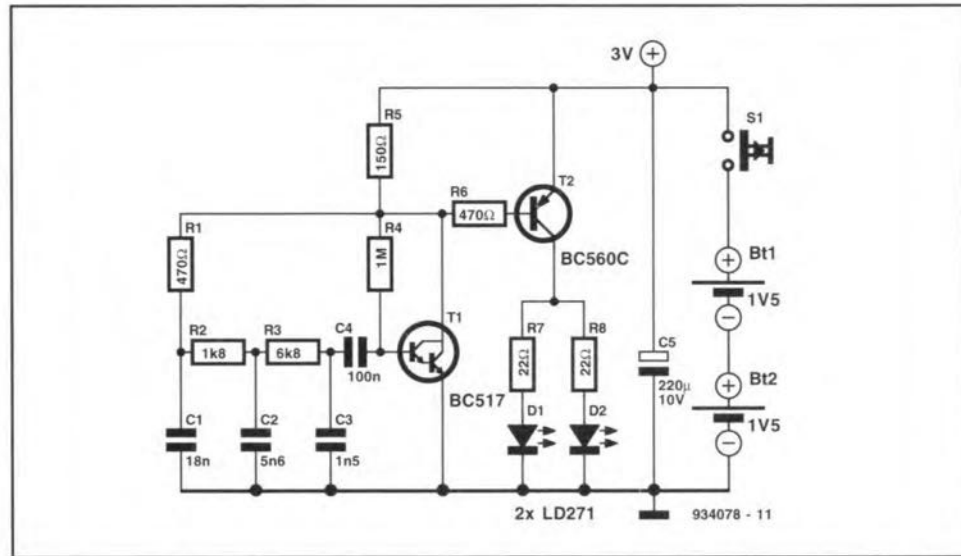 3V
+
S1
R5
150Ω
T2
R6
470Ω
BC560C
R1
470Ω
R4
1M
Bt1
+
1V5
−
R2
1k8
R3
6k8
C4
100n
T1
BC517
R7
22Ω
R8
22Ω
C5
220µ
10V
Bt2
+
1V5
−
C1
18n
C2
5n6
C3
1n5
D1
D2
2x LD271
934078 - 11